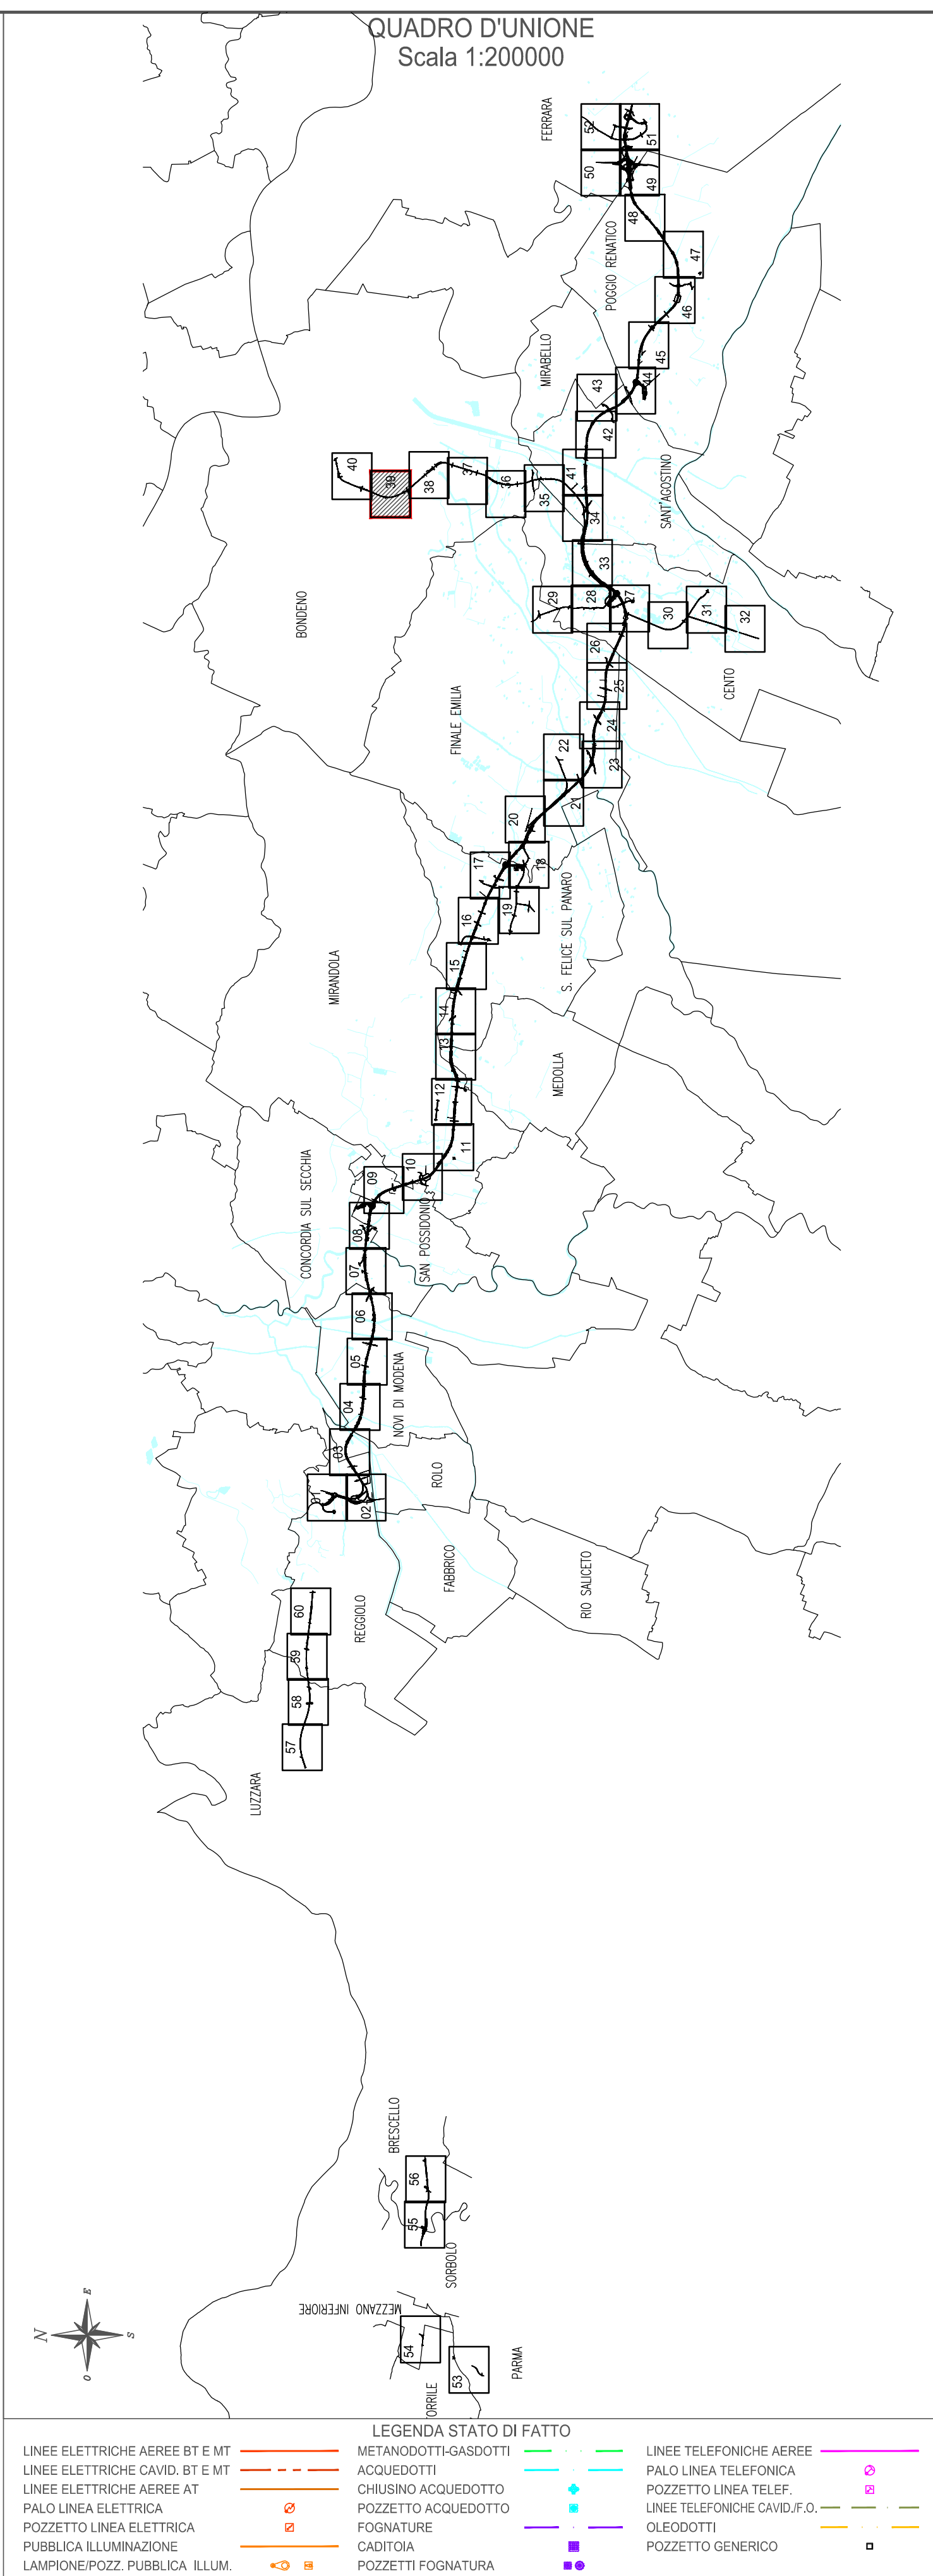 QUADRO D'UNIONE
Scala 1:200000
FERRARA
52
51
50
49
48
POGGIO RENATICO
47
46
MIRABELLO
45
44
43
42
40
39
38
37
36
35
41
34
SANT'AGOSTINO
33
BONDENO
29
28
27
30
31
32
26
25
CENTO
FINALE EMILIA
24
22
23
21
20
17
18
19
16
S. FELICE SUL PANARO
MIRANDOLA
15
14
13
MEDOLLA
12
11
CONCORDIA SUL SECCHIA
10
09
SAN POSSIDONIO
08
07
06
05
NOVI DI MODENA
04
03
ROLO
01
02
FABBRICO
RIO SALICETO
REGGIOLO
60
59
58
57
LUZZARA
BRESCELLO
56
55
SORBOLO
MEZZANO INFERIORE
54
53
PARMA
TORRILE
N
E
S
O
LEGENDA STATO DI FATTO
LINEE ELETTRICHE AEREE BT E MT
LINEE ELETTRICHE CAVID. BT E MT
LINEE ELETTRICHE AEREE AT
PALO LINEA ELETTRICA
POZZETTO LINEA ELETTRICA
PUBBLICA ILLUMINAZIONE
LAMPIONE/POZZ. PUBBLICA ILLUM.
METANODOTTI-GASDOTTI
ACQUEDOTTI
CHIUSINO ACQUEDOTTO
POZZETTO ACQUEDOTTO
FOGNATURE
CADITOIA
POZZETTI FOGNATURA
LINEE TELEFONICHE AEREE
PALO LINEA TELEFONICA
POZZETTO LINEA TELEF.
LINEE TELEFONICHE CAVID./F.O.
OLEODOTTI
POZZETTO GENERICO